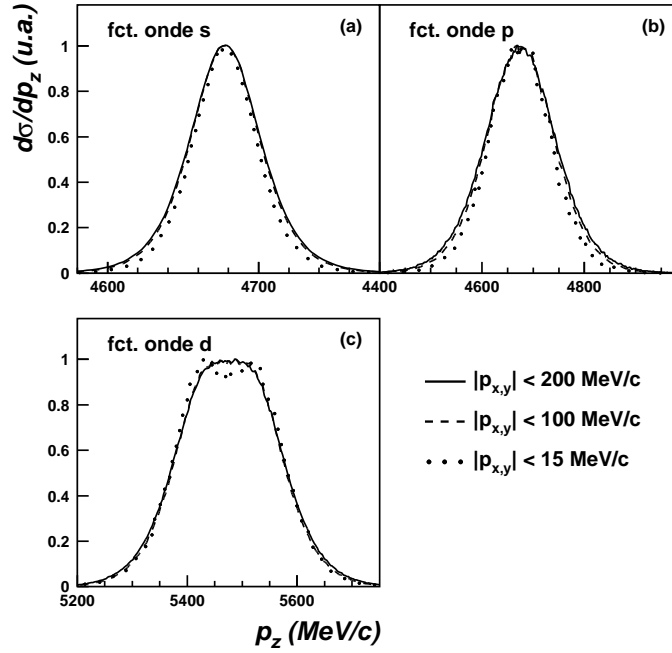 dσ/dp_z (u.a.)
fct. onde s
(a)
1
0.8
0.6
0.4
0.2
0
4600
4700
fct. onde p
(b)
4400
4600
4800
fct. onde d
(c)
1
0.8
0.6
0.4
0.2
0
5200
5400
5600
p_z (MeV/c)
|p_x,y| < 200 MeV/c
|p_x,y| < 100 MeV/c
|p_x,y| < 15 MeV/c